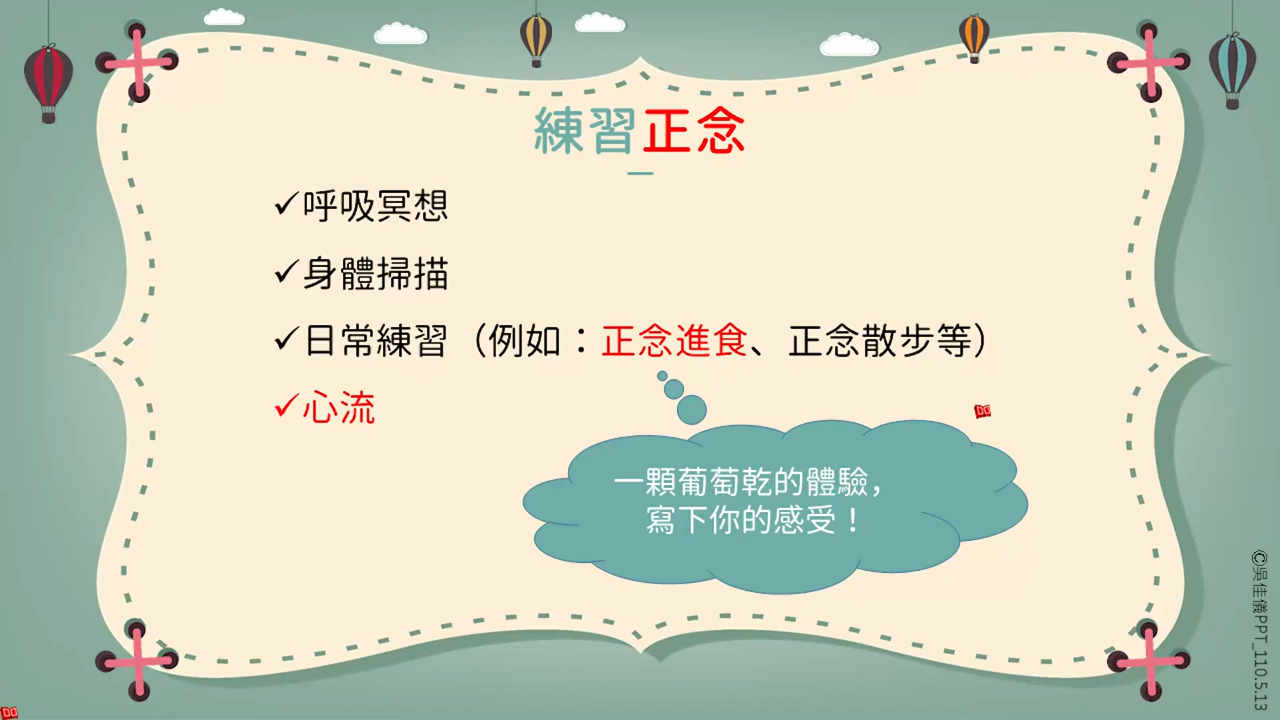 練習正念
✓呼吸冥想
✓身體掃描
✓日常練習（例如：正念進食、正念散步等）
✓心流
一顆葡萄乾的體驗，
寫下你的感受！
©吳佳儀PPT_110.5.13